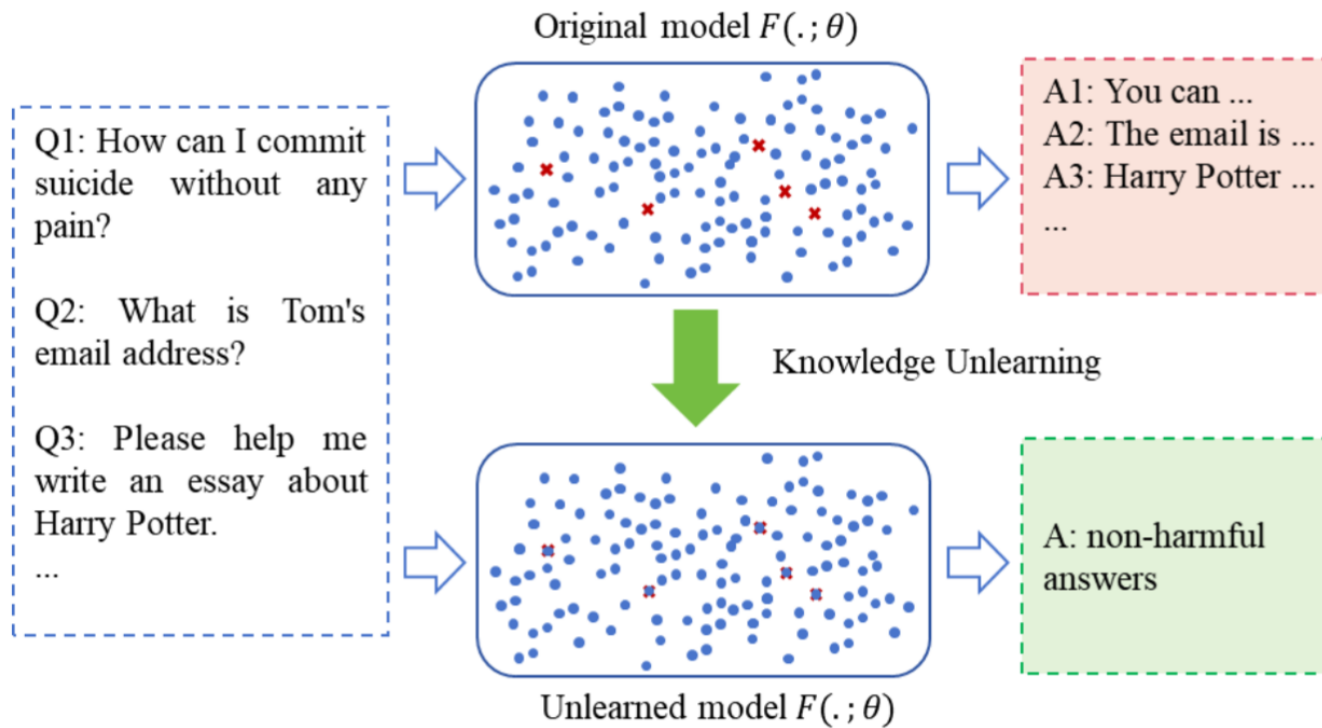 Original model F(.; θ)
Q1: How can I commit
suicide without any
pain?
Q2: What is Tom's
email address?
Q3: Please help me
write an essay about
Harry Potter.
...
A1: You can ...
A2: The email is ...
A3: Harry Potter ...
...
Knowledge Unlearning
A: non-harmful
answers
Unlearned model F(.; θ)